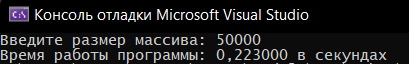 Консоль отладки Microsoft Visual Studio
Введите размер массива: 50000
Время работы программы: 0,223000 в секундах